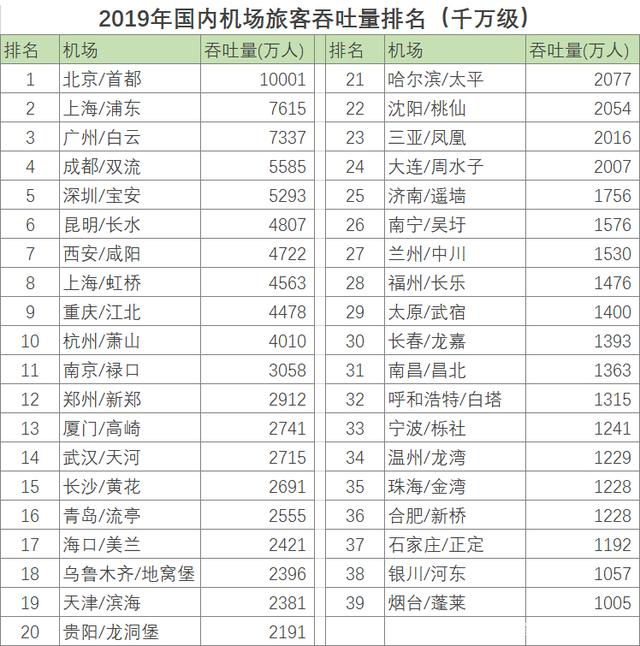 2019年国内机场旅客吞吐量排名（千万级）
排名 机场 吞吐量(万人) 排名 机场 吞吐量(万人)
1 北京/首都 10001 21 哈尔滨/太平 2077
2 上海/浦东 7615 22 沈阳/桃仙 2054
3 广州/白云 7337 23 三亚/凤凰 2016
4 成都/双流 5585 24 大连/周水子 2007
5 深圳/宝安 5293 25 济南/遥墙 1756
6 昆明/长水 4807 26 南宁/吴圩 1576
7 西安/咸阳 4722 27 兰州/中川 1530
8 上海/虹桥 4563 28 福州/长乐 1476
9 重庆/江北 4478 29 太原/武宿 1400
10 杭州/萧山 4010 30 长春/龙嘉 1393
11 南京/禄口 3058 31 南昌/昌北 1363
12 郑州/新郑 2912 32 呼和浩特/白塔 1315
13 厦门/高崎 2741 33 宁波/栎社 1241
14 武汉/天河 2715 34 温州/龙湾 1229
15 长沙/黄花 2691 35 珠海/金湾 1228
16 青岛/流亭 2555 36 合肥/新桥 1228
17 海口/美兰 2421 37 石家庄/正定 1192
18 乌鲁木齐/地窝堡 2396 38 银川/河东 1057
19 天津/滨海 2381 39 烟台/蓬莱 1005
20 贵阳/龙洞堡 2191